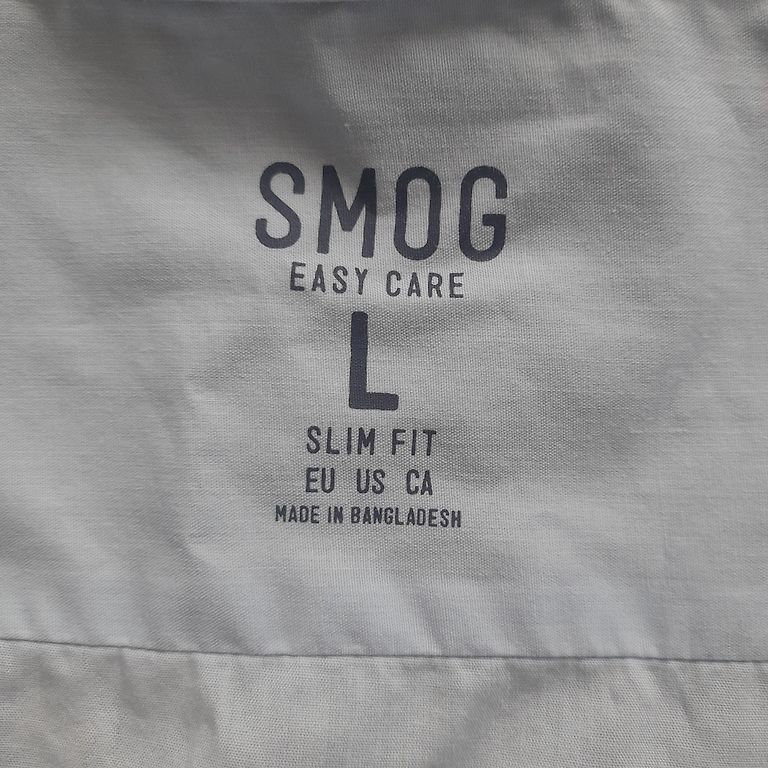 SMOG
EASY CARE
L
SLIM FIT
EU US CA
MADE IN BANGLADESH